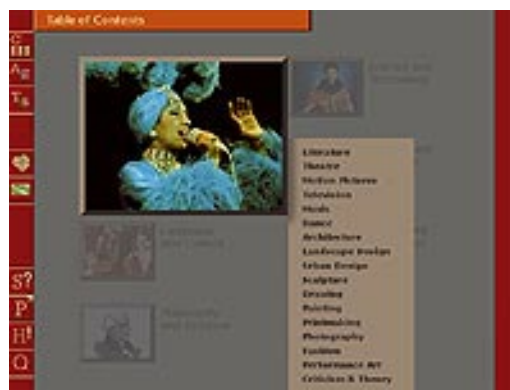 Table of Contents
Literature
Theatre
Motion Pictures
Television
Music
Dance
Architecture
Landscape Design
Urban Design
Sculpture
Drawing
Painting
Printmaking
Photography
Fashion
Performance Art
Criticism & Theory
S?
P
H!
Q